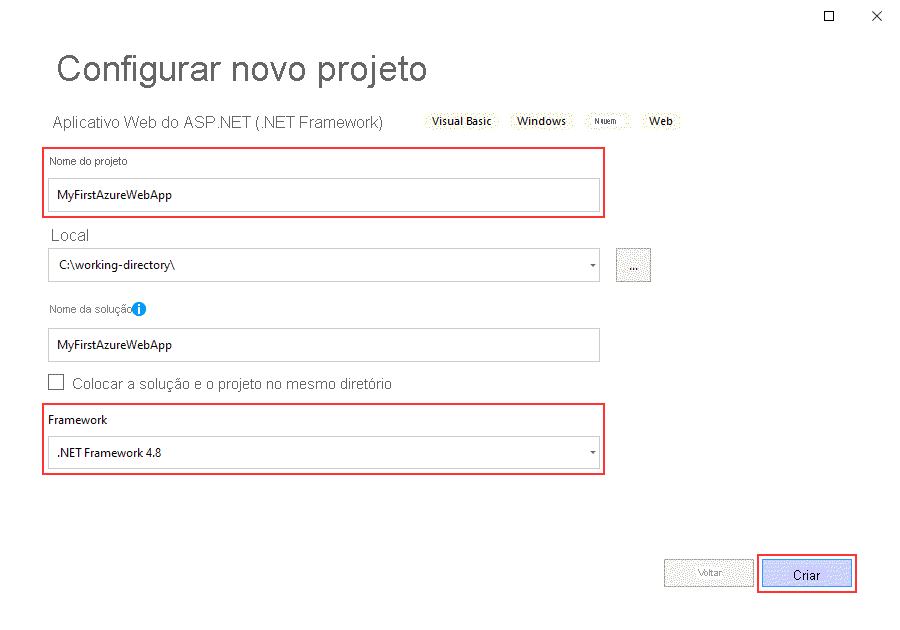 Configurar novo projeto
Aplicativo Web do ASP.NET (.NET Framework) Visual Basic Windows Nuvem Web
Nome do projeto
MyFirstAzureWebApp
Local
C:\working-directory\
...
Nome da solução i
MyFirstAzureWebApp
Colocar a solução e o projeto no mesmo diretório
Framework
.NET Framework 4.8
Voltar Criar